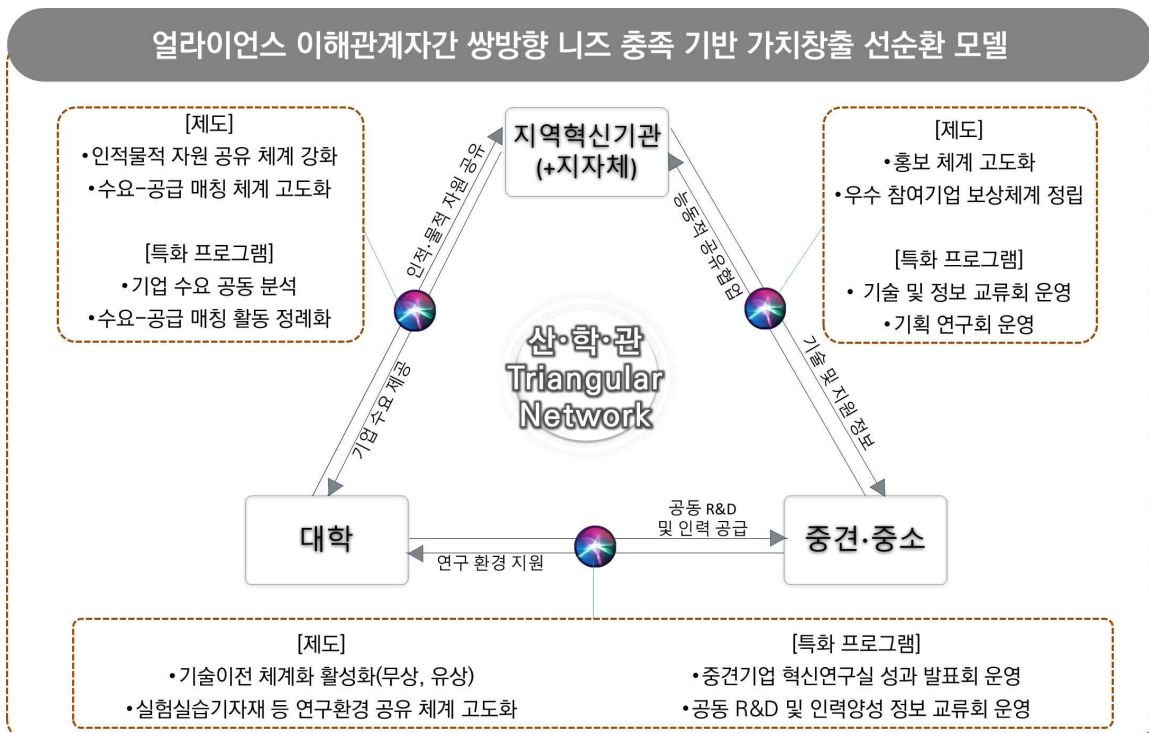 얼라이언스 이해관계자간 쌍방향 니즈 충족 기반 가치창출 선순환 모델
[제도]
•인적물적 자원 공유 체계 강화
•수요-공급 매칭 체계 고도화
[특화 프로그램]
•기업 수요 공동 분석
•수요-공급 매칭 활동 정례화
지역혁신기관
(+지자체)
[제도]
•홍보 체계 고도화
•우수 참여기업 보상체계 정립
[특화 프로그램]
• 기술 및 정보 교류회 운영
•기획 연구회 운영
인적·물적 자원 공유
기업 수요 제공
능동적 공유협업
기술 및 지원 정보
산·학·관
Triangular
Network
대학
공동 R&D
및 인력 공급
연구 환경 지원
중견·중소
[제도]
•기술이전 체계화 활성화(무상, 유상)
•실험실습기자재 등 연구환경 공유 체계 고도화
[특화 프로그램]
•중견기업 혁신연구실 성과 발표회 운영
•공동 R&D 및 인력양성 정보 교류회 운영